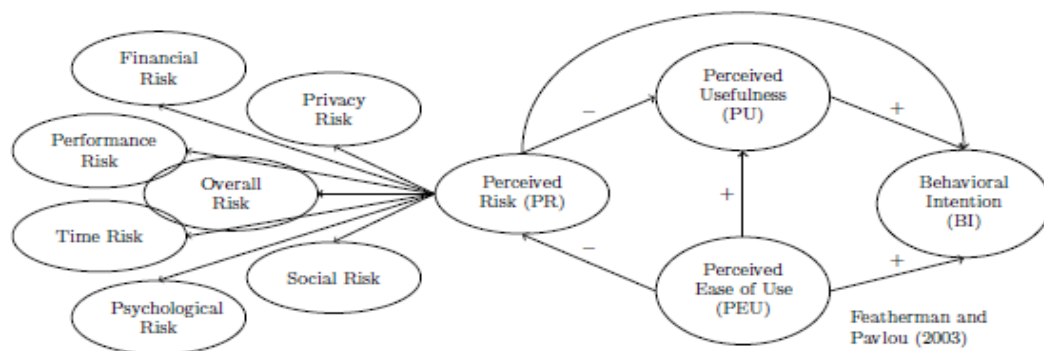 Financial
Risk
Privacy
Risk
Performance
Risk
Overall
Risk
Time Risk
Social Risk
Psychological
Risk
Perceived
Risk (PR)
Perceived
Usefulness
(PU)
Perceived
Ease of Use
(PEU)
Behavioral
Intention
(BI)
−
+
+
−
+
Featherman and
Pavlou (2003)